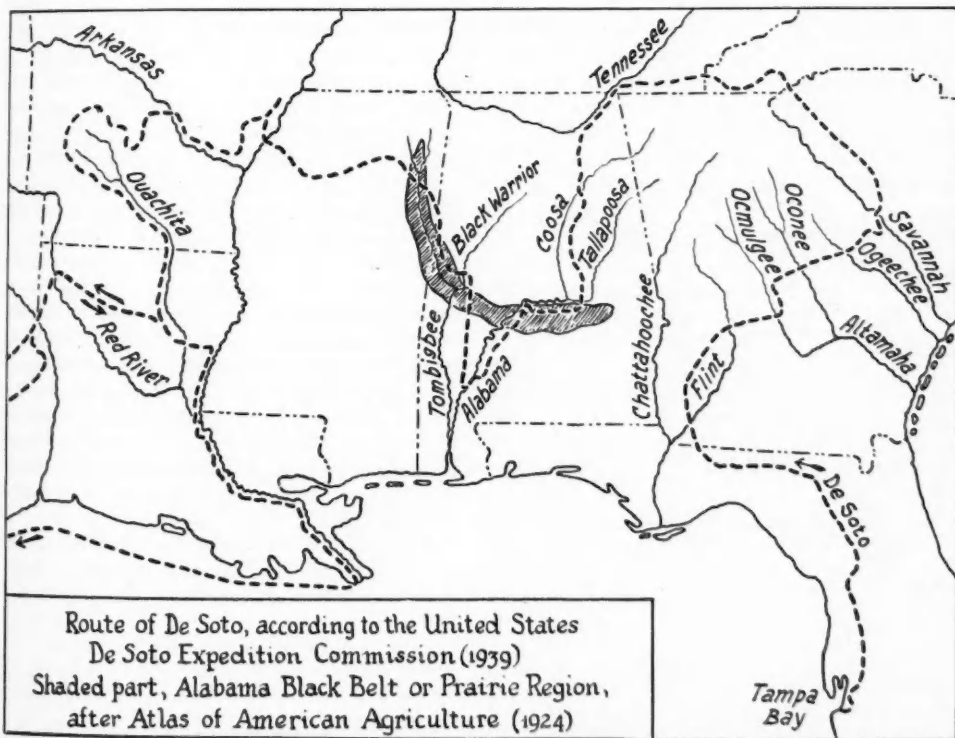 Arkansas
Tennessee
Ouachita
Black Warrior
Coosa
Tallapoosa
Ocmulgee
Oconee
Savannah
Ogeechee
Red River
Tombigbee
Alabama
Chattahoochee
Flint
Altamaha
De Soto
Tampa
Bay
Route of De Soto, according to the United States
De Soto Expedition Commission (1939)
Shaded part, Alabama Black Belt or Prairie Region,
after Atlas of American Agriculture (1924)